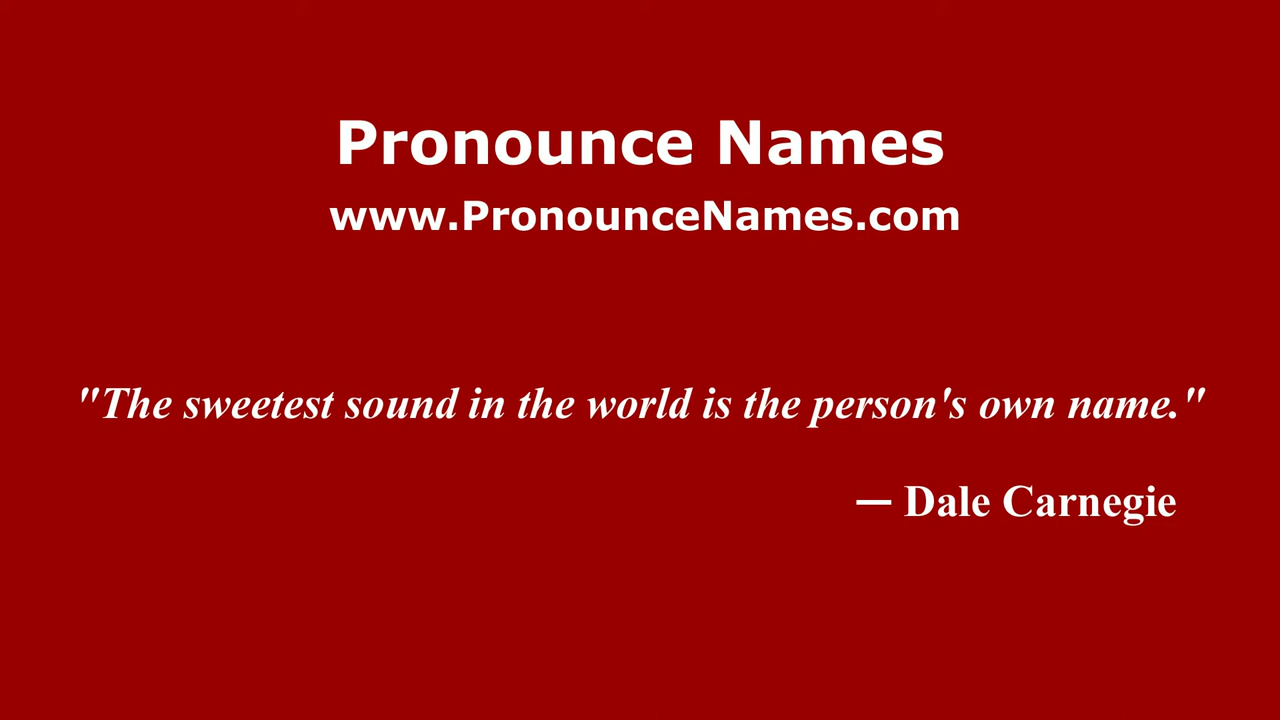 Pronounce Names
www.PronounceNames.com
"The sweetest sound in the world is the person's own name."
— Dale Carnegie